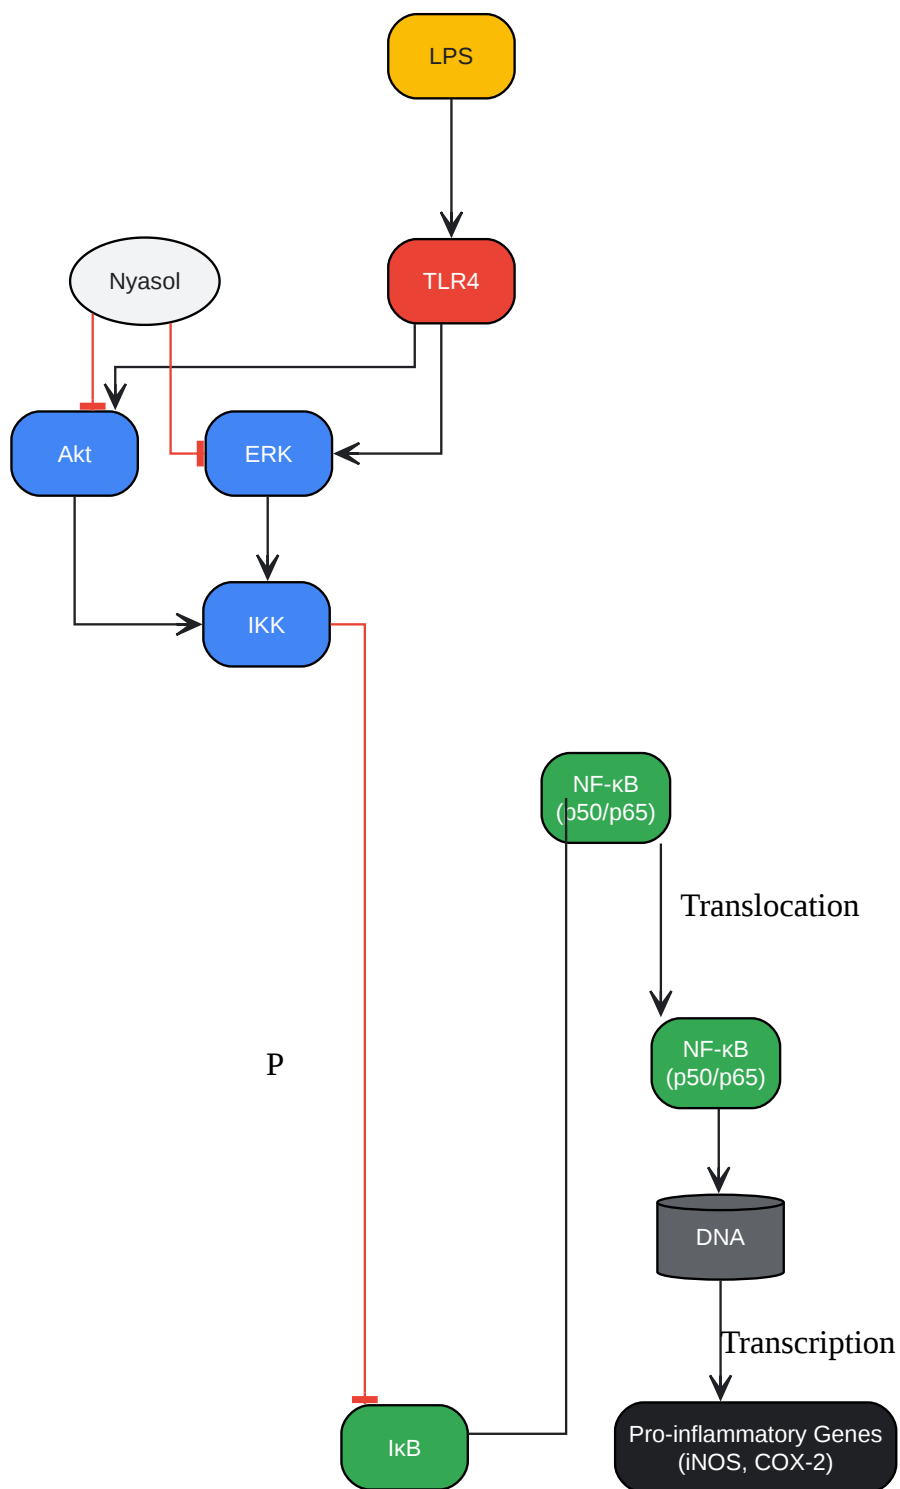 LPS
Nyasol
TLR4
Akt
ERK
IKK
NF-κB
(p50/p65)
Translocation
P
NF-κB
(p50/p65)
DNA
Transcription
IκB
Pro-inflammatory Genes
(iNOS, COX-2)